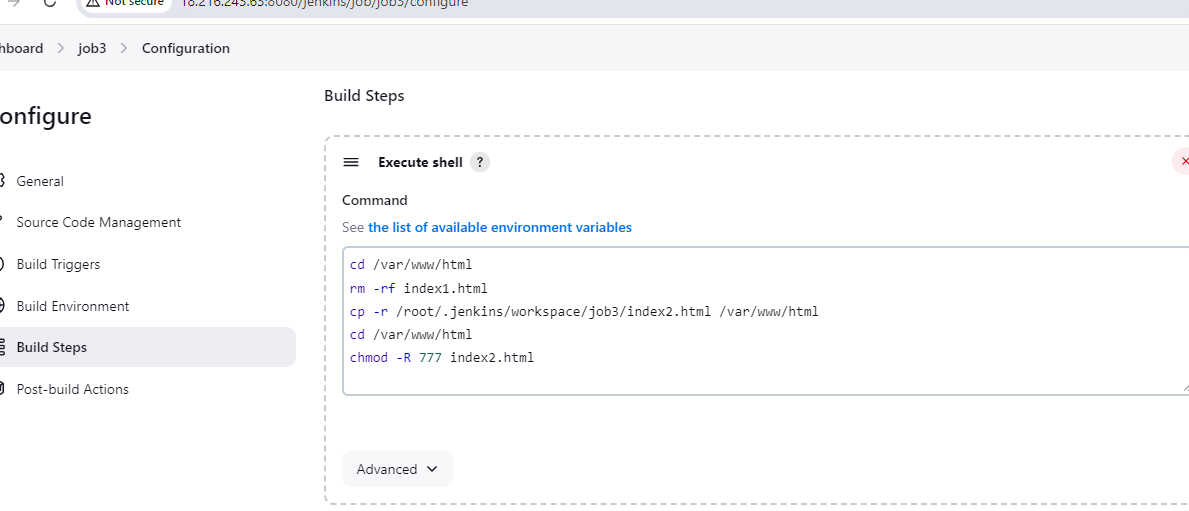 Not secure 18.216.243.63:8080/jenkins/job/job3/configure
hboard > job3 > Configuration
onfigure
General
Source Code Management
Build Triggers
Build Environment
Build Steps
Post-build Actions
Build Steps
Execute shell ?
Command
See the list of available environment variables
cd /var/www/html
rm -rf index1.html
cp -r /root/.jenkins/workspace/job3/index2.html /var/www/html
cd /var/www/html
chmod -R 777 index2.html
Advanced